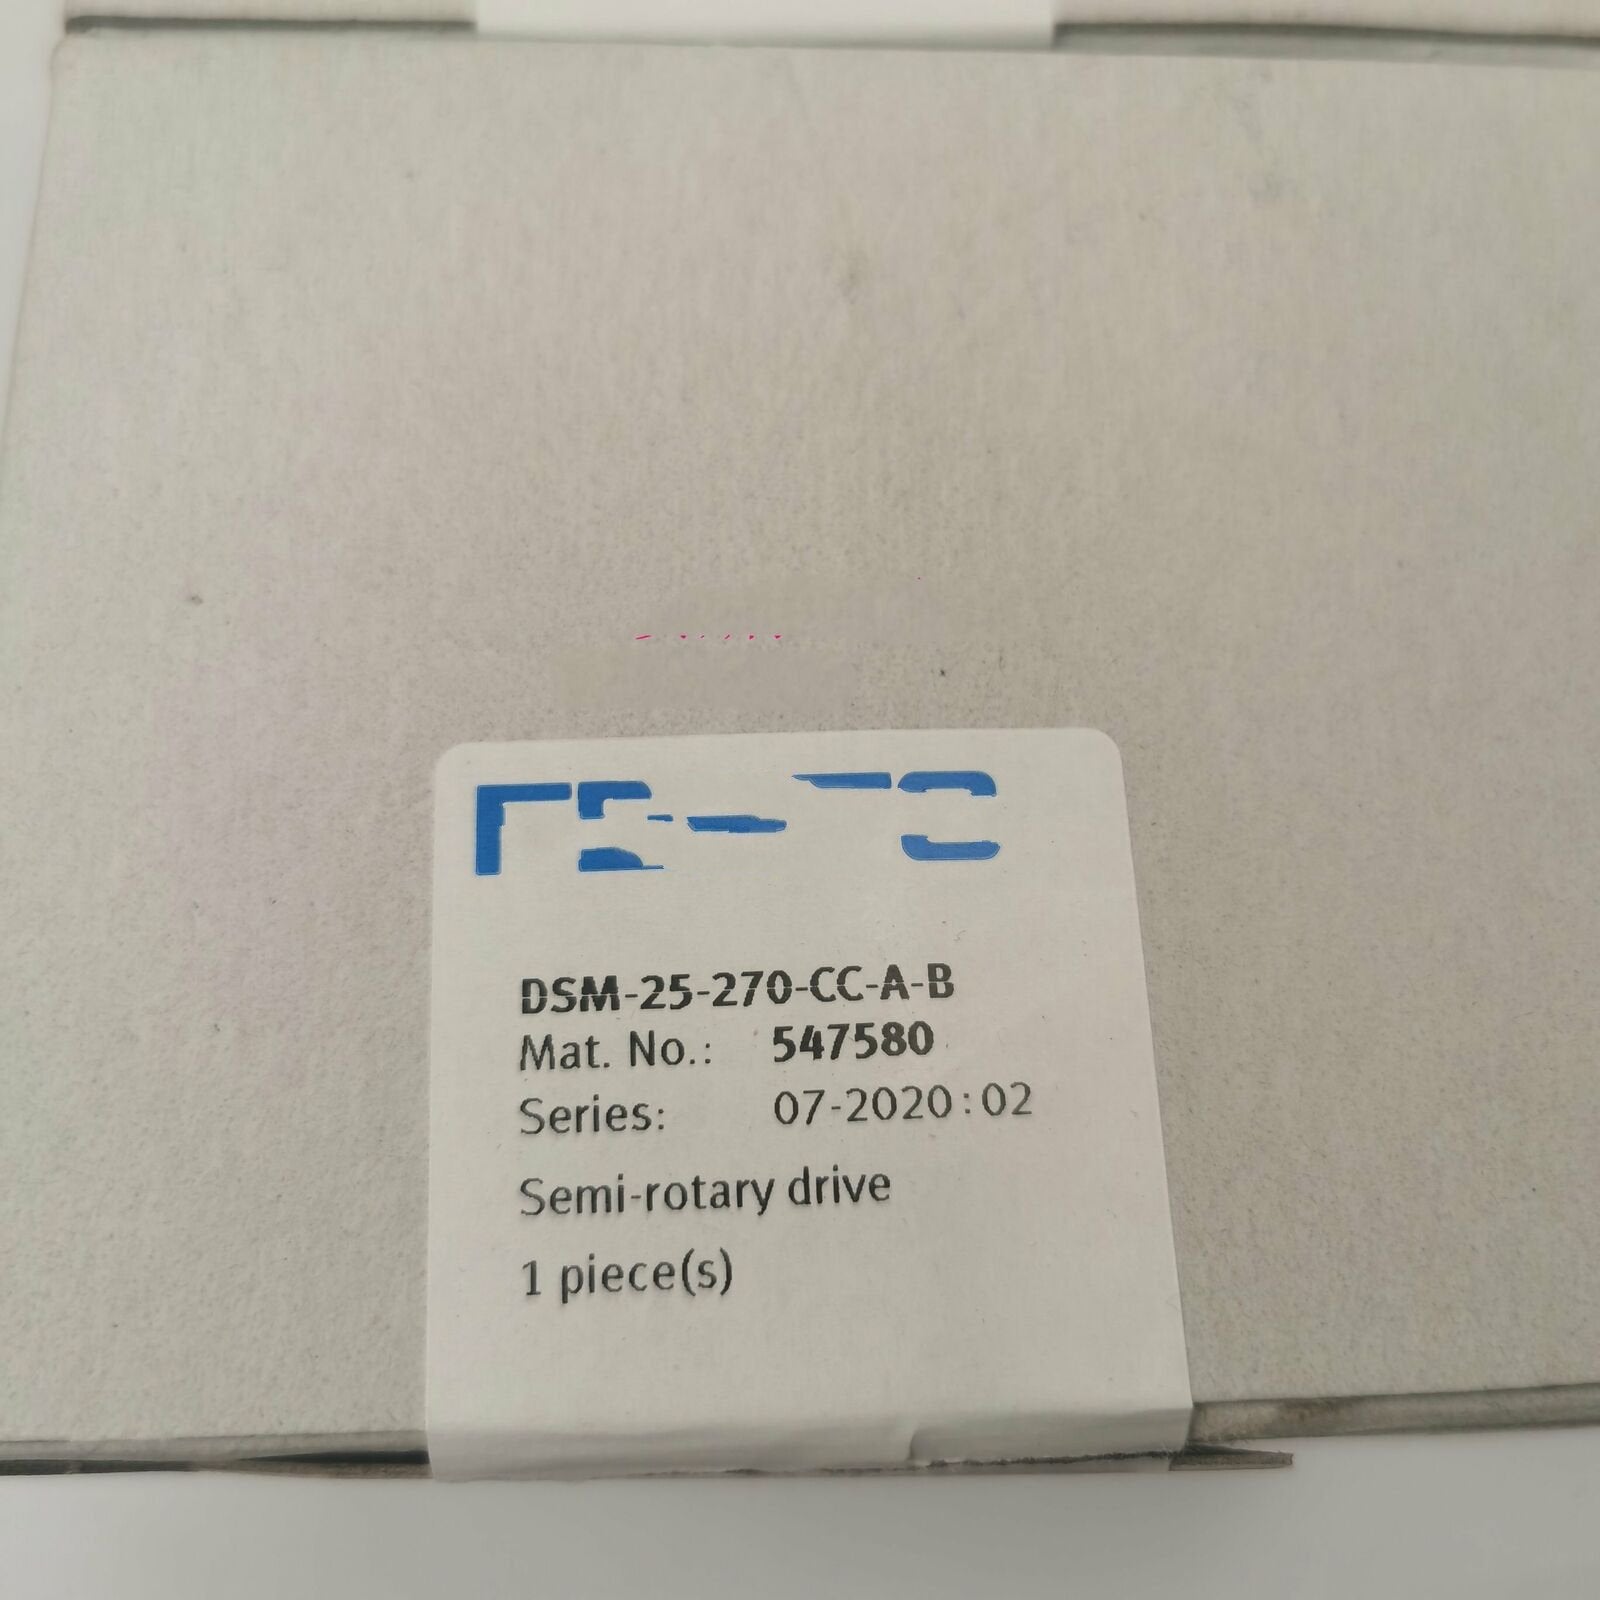 DSM-25-270-CC-A-B
Mat. No.: 547580
Series: 07-2020:02
Semi-rotary drive
1 piece(s)